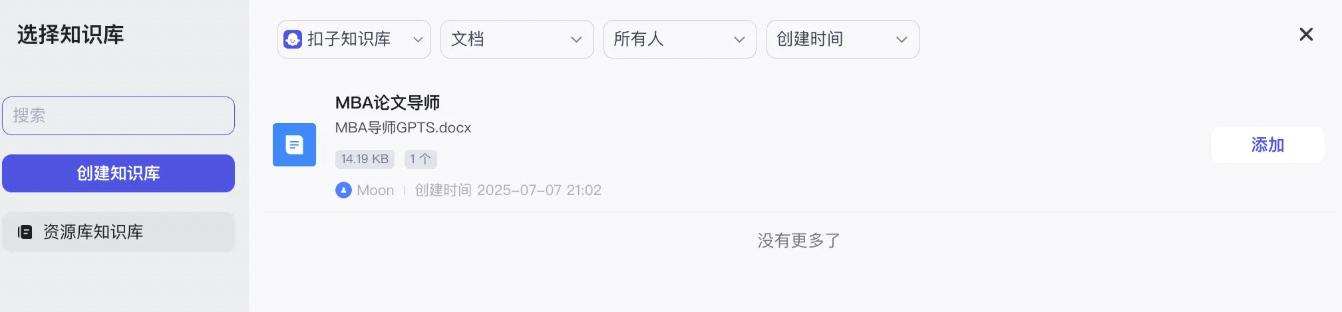 选择知识库
搜索
创建知识库
资源库知识库
扣子知识库
文档
所有人
创建时间
MBA论文导师
MBA导师GPTS.docx
14.19 KB 1 个
Moon 创建时间 2025-07-07 21:02
添加
没有更多了